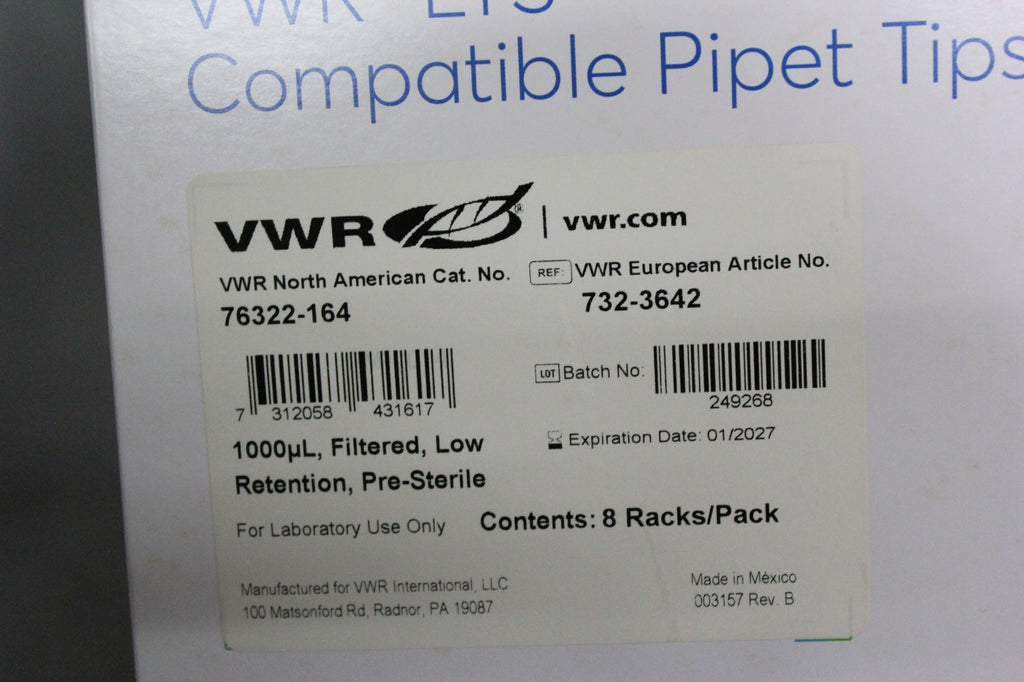 VWR LTS
Compatible Pipet Tips
VWR® | vwr.com
VWR North American Cat. No.
76322-164
REF: VWR European Article No.
732-3642
7 312058 431617
LOT Batch No:
249268
Expiration Date: 01/2027
1000µL, Filtered, Low
Retention, Pre-Sterile
For Laboratory Use Only
Contents: 8 Racks/Pack
Manufactured for VWR International, LLC
100 Matsonford Rd, Radnor, PA 19087
Made in México
003157 Rev. B